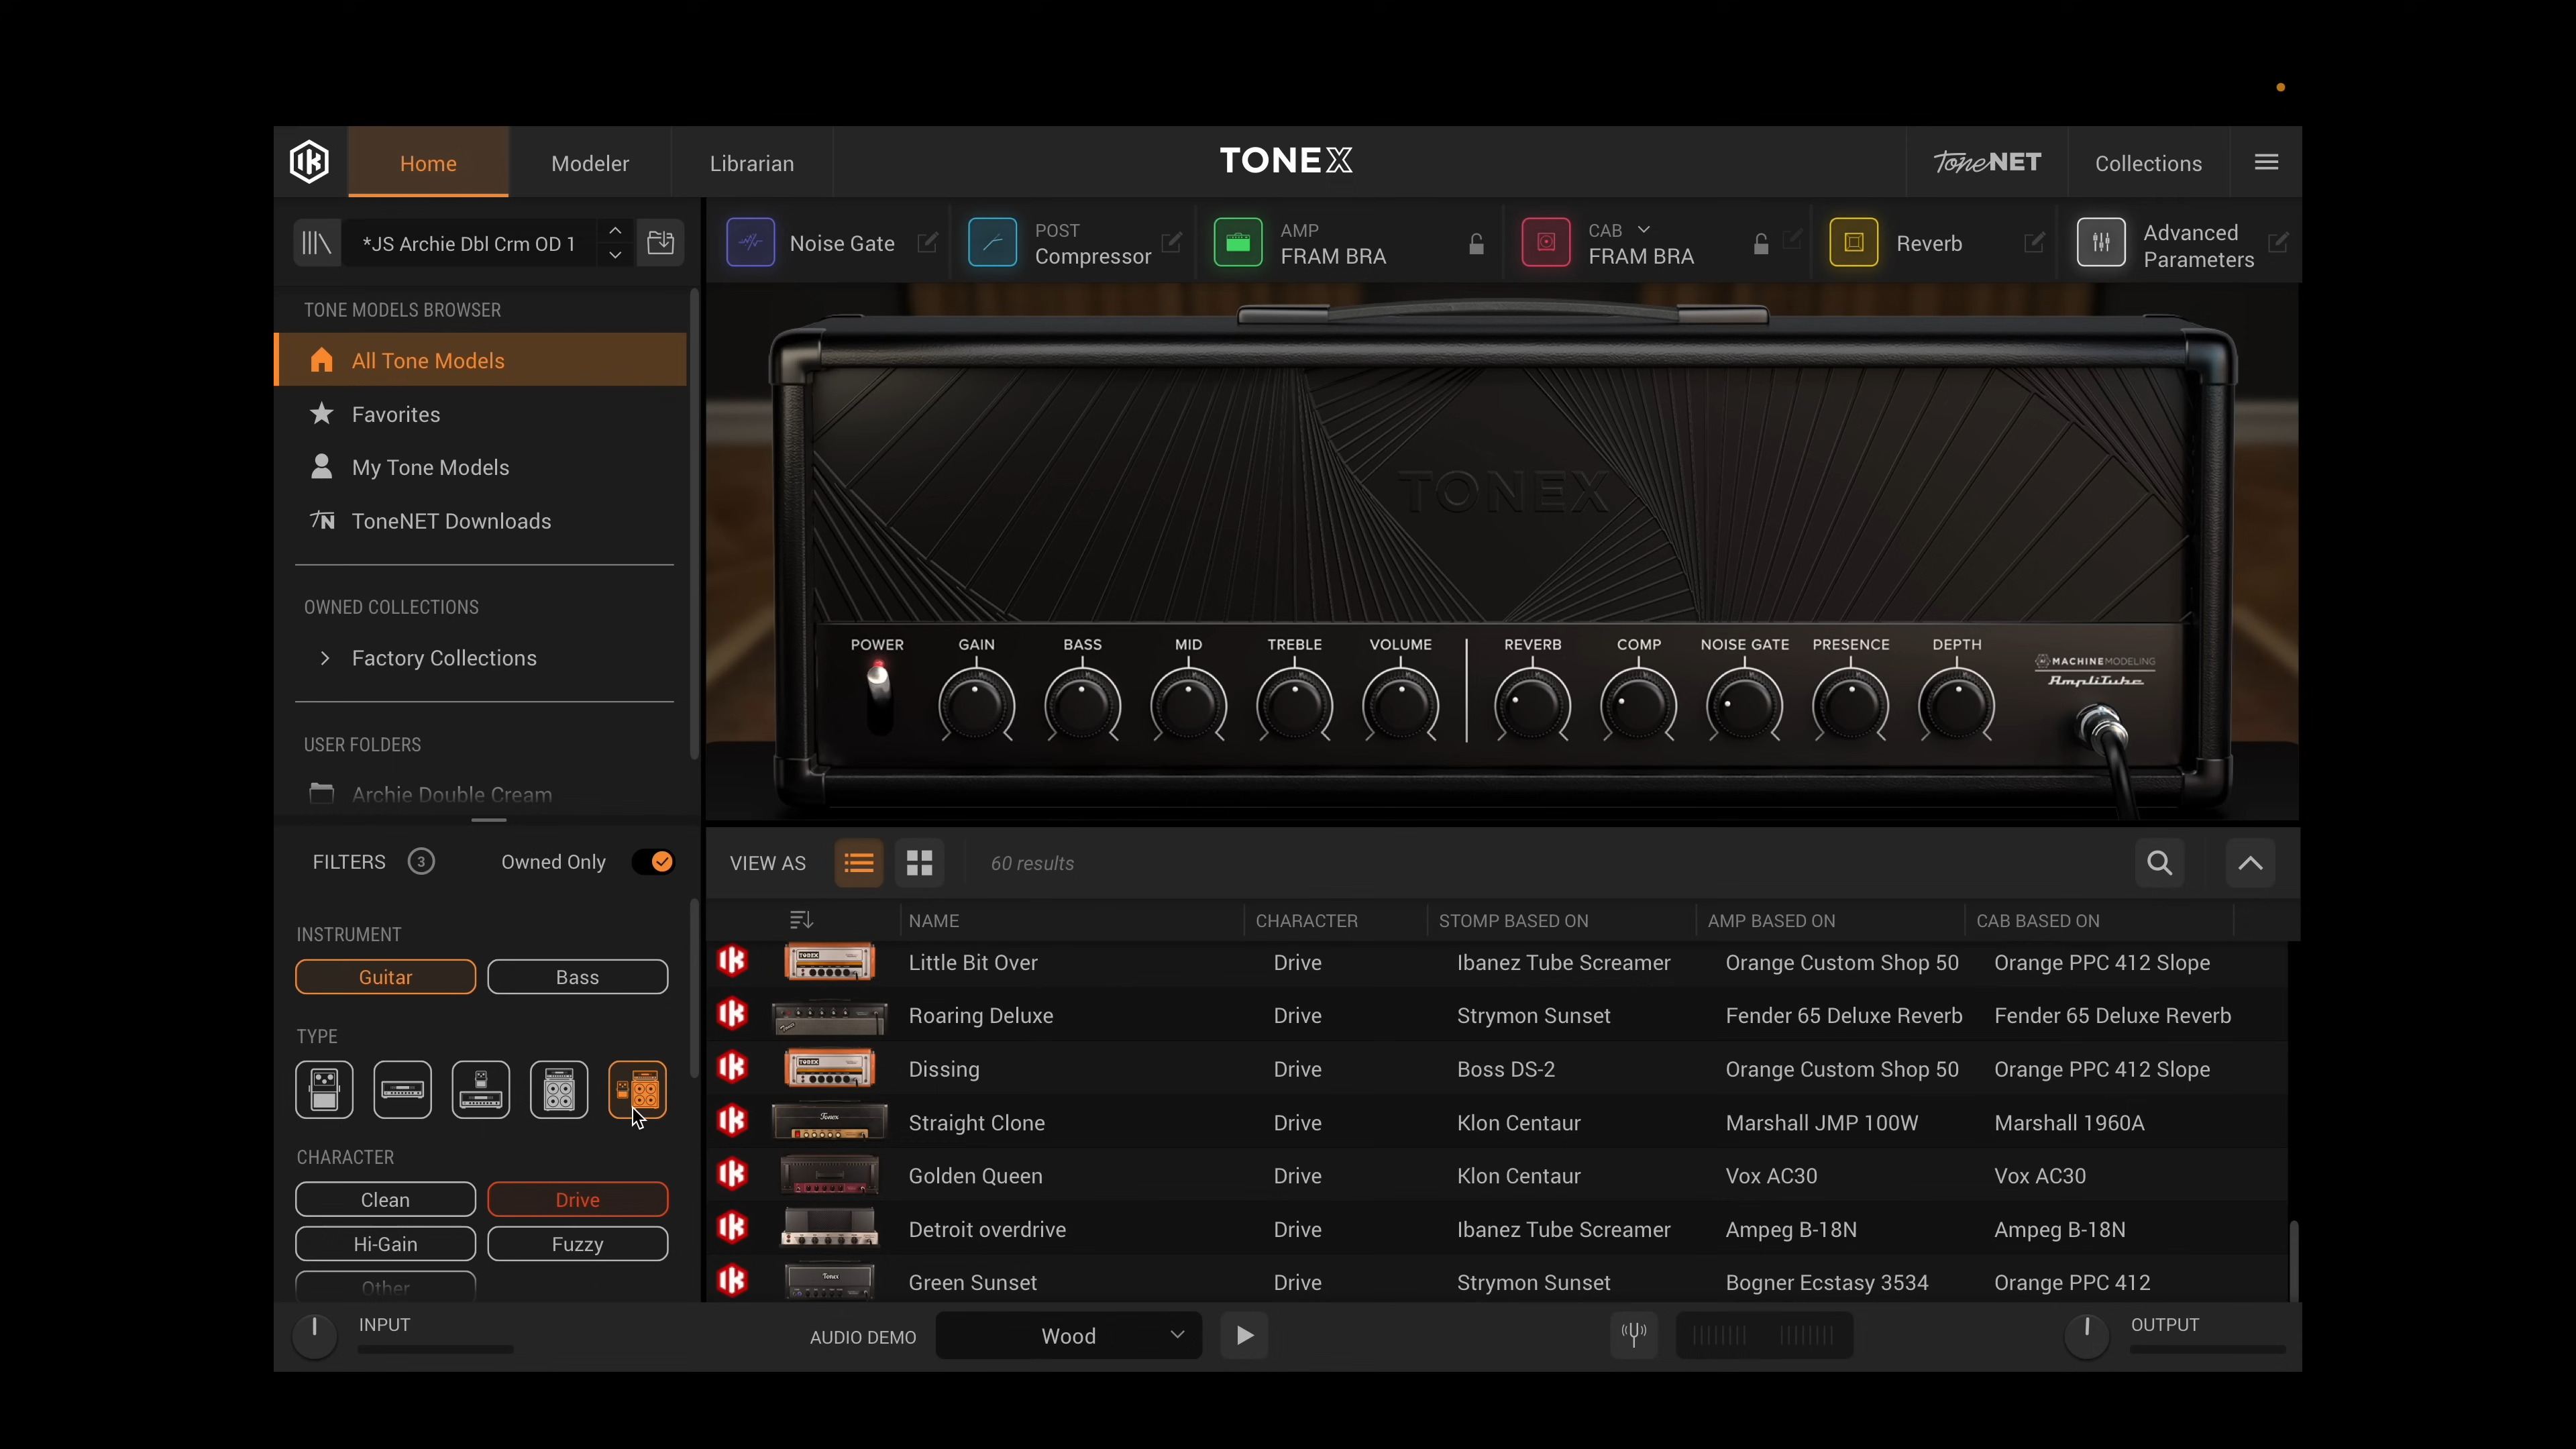 Home
Modeler
Librarian
TONEX
ToneNET
Collections
*JS Archie Dbl Crm OD 1
Noise Gate
POST
Compressor
AMP
FRAM BRA
CAB
FRAM BRA
Reverb
Advanced
Parameters
TONE MODELS BROWSER
All Tone Models
Favorites
My Tone Models
ToneNET Downloads
OWNED COLLECTIONS
Factory Collections
USER FOLDERS
Archie Double Cream
TONEX
POWER GAIN BASS MID TREBLE VOLUME REVERB COMP NOISE GATE PRESENCE DEPTH
MACHINE MODELING
AmpliTube
FILTERS 3 Owned Only
INSTRUMENT
Guitar Bass
TYPE
CHARACTER
Clean Drive
Hi-Gain Fuzzy
Other
VIEW AS 60 results
NAME CHARACTER STOMP BASED ON AMP BASED ON CAB BASED ON
Little Bit Over Drive Ibanez Tube Screamer Orange Custom Shop 50 Orange PPC 412 Slope
Roaring Deluxe Drive Strymon Sunset Fender 65 Deluxe Reverb Fender 65 Deluxe Reverb
Dissing Drive Boss DS-2 Orange Custom Shop 50 Orange PPC 412 Slope
Straight Clone Drive Klon Centaur Marshall JMP 100W Marshall 1960A
Golden Queen Drive Klon Centaur Vox AC30 Vox AC30
Detroit overdrive Drive Ibanez Tube Screamer Ampeg B-18N Ampeg B-18N
Green Sunset Drive Strymon Sunset Bogner Ecstasy 3534 Orange PPC 412
INPUT
AUDIO DEMO Wood
OUTPUT